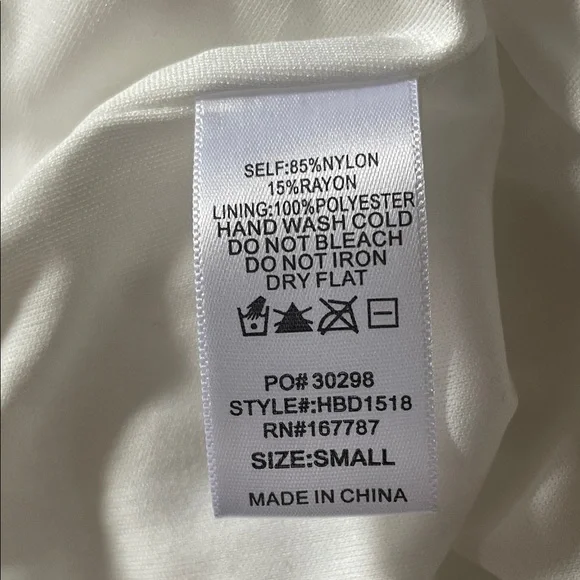 SELF:85%NYLON
15%RAYON
LINING:100%POLYESTER
HAND WASH COLD
DO NOT BLEACH
DO NOT IRON
DRY FLAT
PO# 30298
STYLE#:HBD1518
RN#167787
SIZE:SMALL
MADE IN CHINA